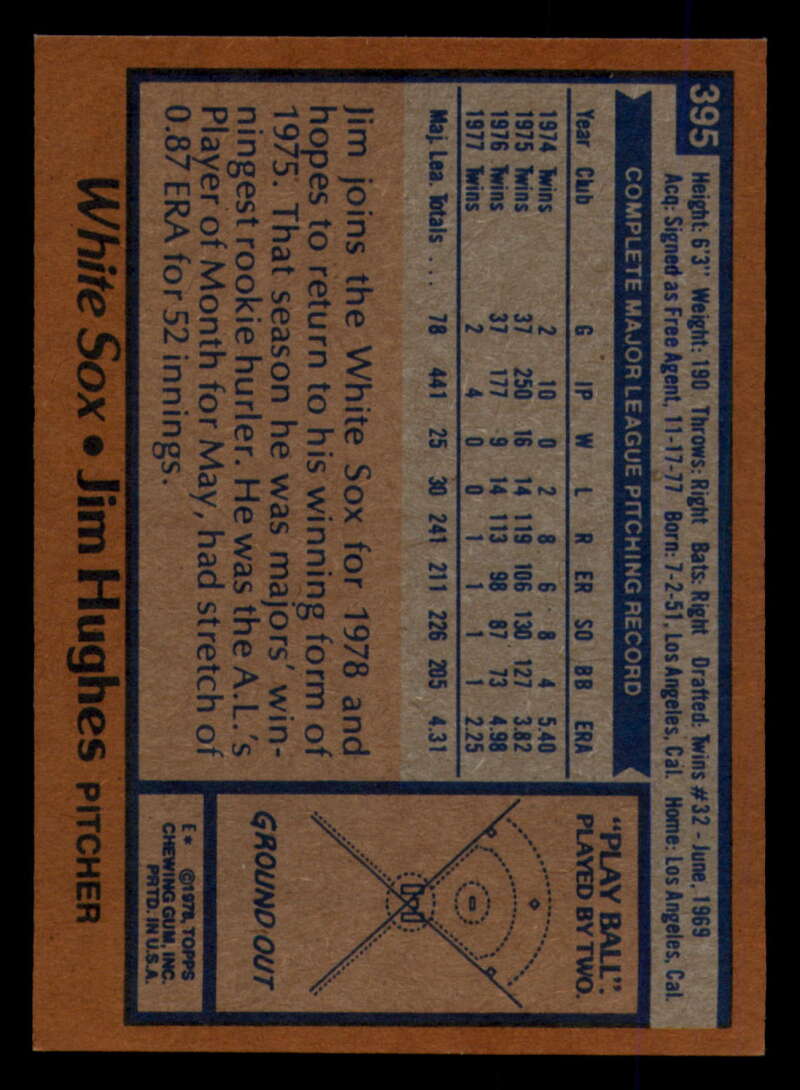 395
Height: 6'3" Weight: 190 Throws: Right Bats: Right Drafted: Twins #32 - June, 1969
Acq: Signed as Free Agent, 11-17-77 Born: 7-2-51, Los Angeles, Cal. Home: Los Angeles, Cal.
COMPLETE MAJOR LEAGUE PITCHING RECORD
Year Club G IP W L R ER SO BB ERA
1974 Twins 2 10 0 2 8 6 8 4 5.40
1975 Twins 37 250 16 14 119 106 130 127 3.82
1976 Twins 37 177 9 14 113 98 87 73 4.98
1977 Twins 2 4 0 0 1 1 1 1 2.25
Maj. Lea. Totals ... 78 441 25 30 241 211 226 205 4.31
Jim joins the White Sox for 1978 and
hopes to return to his winning form of
1975. That season he was majors' win-
ningest rookie hurler. He was the A.L.'s
Player of Month for May, had stretch of
0.87 ERA for 52 innings.
"PLAY BALL":
PLAYED BY TWO.
GROUND OUT
E* ©1978, TOPPS
CHEWING GUM, INC.
PRTD. IN U.S.A.
White Sox • Jim Hughes PITCHER